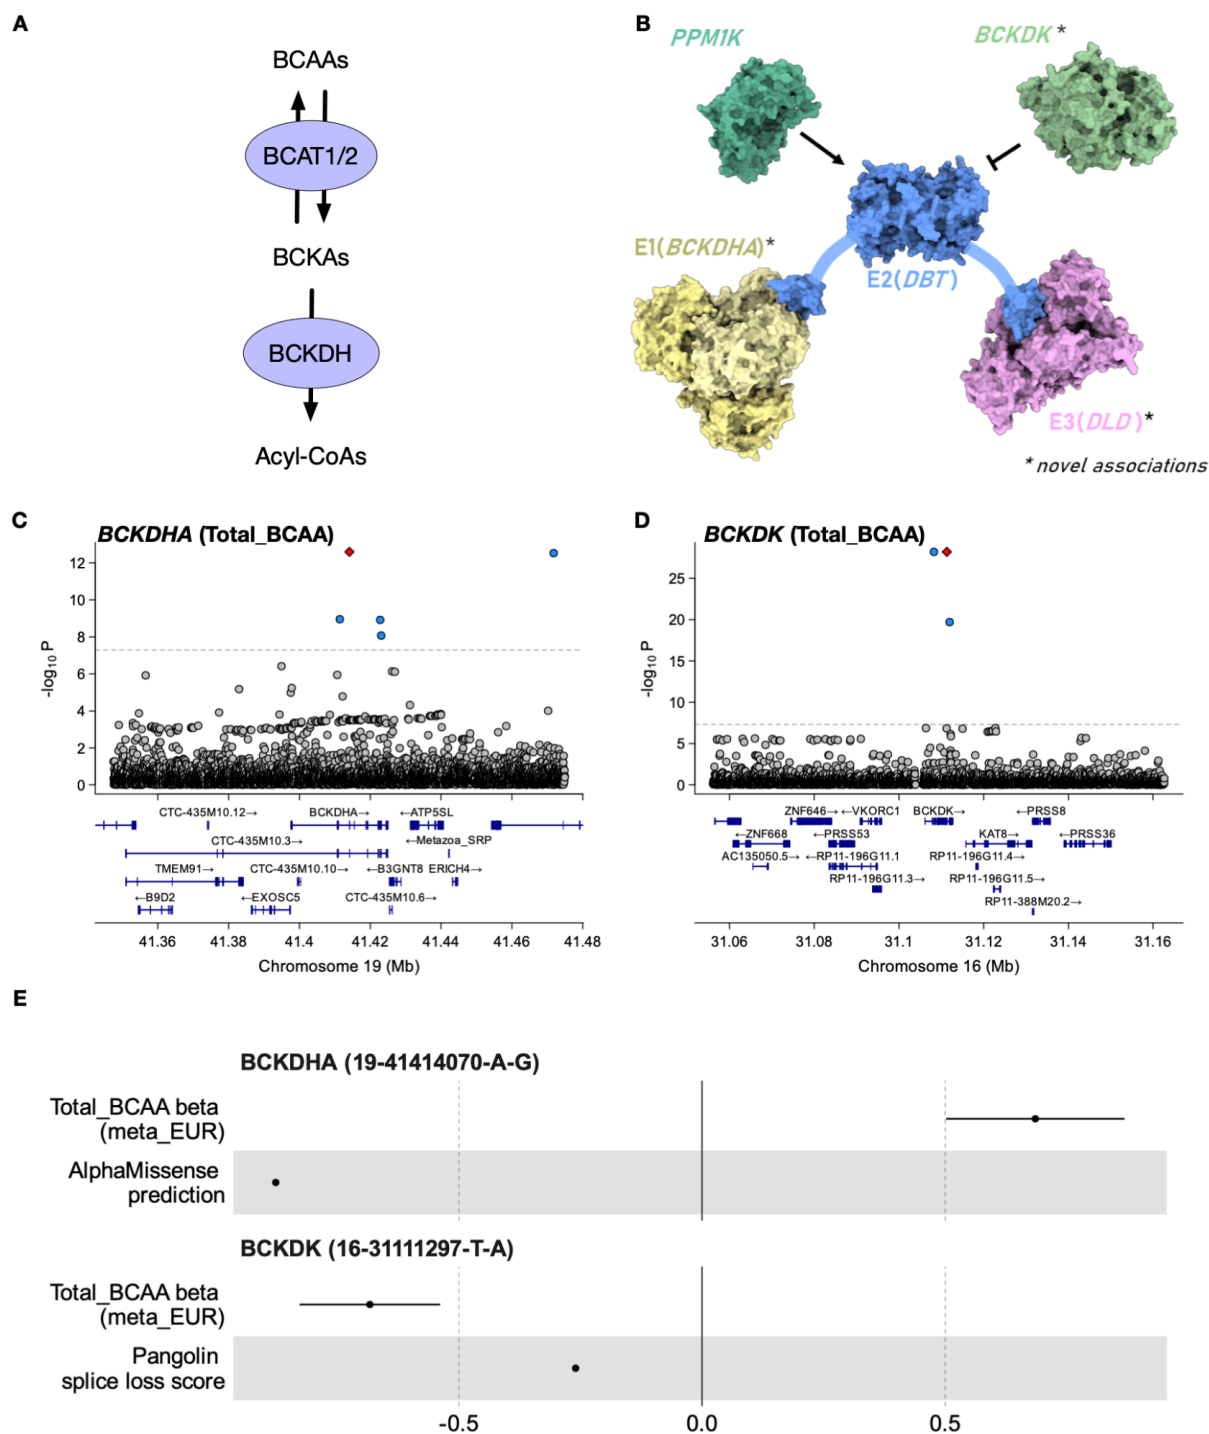 A
BCAAs
BCAT1/2
BCKAs
BCKDH
Acyl-CoAs
B
PPM1K
BCKDK *
E1(BCKDHA)*
E2(DBT)
E3(DLD)*
* novel associations
C
BCKDHA (Total_BCAA)
-log10 P
12
10
8
6
4
2
0
CTC-435M10.12→
BCKDHA→
←ATP5SL
CTC-435M10.3→
←Metazoa_SRP
TMEM91→
CTC-435M10.10→
←B3GNT8
ERICH4→
←B9D2
←EXOSC5
CTC-435M10.6→
41.36
41.38
41.4
41.42
41.44
41.46
41.48
Chromosome 19 (Mb)
D
BCKDK (Total_BCAA)
-log10 P
25
20
15
10
5
0
ZNF646→
←VKORC1
BCKDK→
←PRSS8
←ZNF668
←PRSS53
KAT8→
←PRSS36
AC135050.5→
←RP11-196G11.1
RP11-196G11.4→
RP11-196G11.3→
RP11-196G11.5→
RP11-388M20.2→
31.06
31.08
31.1
31.12
31.14
31.16
Chromosome 16 (Mb)
E
BCKDHA (19-41414070-A-G)
Total_BCAA beta
(meta_EUR)
AlphaMissense
prediction
BCKDK (16-31111297-T-A)
Total_BCAA beta
(meta_EUR)
Pangolin
splice loss score
-0.5
0.0
0.5